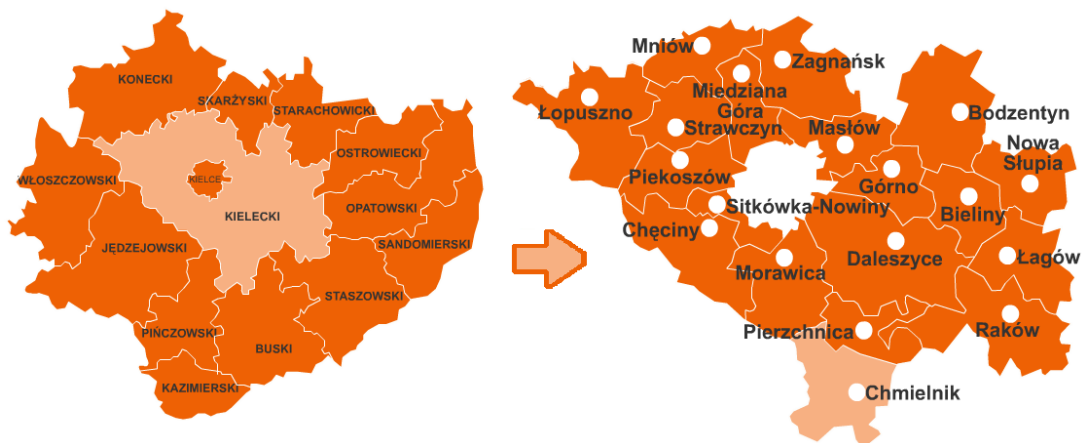 KONECKI
SKARŻYSKI
STARACHOWICKI
OSTROWIECKI
WŁOSZCZOWSKI
KIELCE
KIELECKI
OPATOWSKI
JĘDZEJOWSKI
SANDOMIERSKI
STASZOWSKI
PIŃCZOWSKI
BUSKI
KAZIMIERSKI
Mniów
Zagnańsk
Miedziana
Góra
Łopuszno
Bodzentyn
Strawczyn
Masłów
Nowa
Słupia
Piekoszów
Górno
Sitkówka-Nowiny
Bieliny
Chęciny
Morawica
Daleszyce
Łagów
Pierzchnica
Raków
Chmielnik